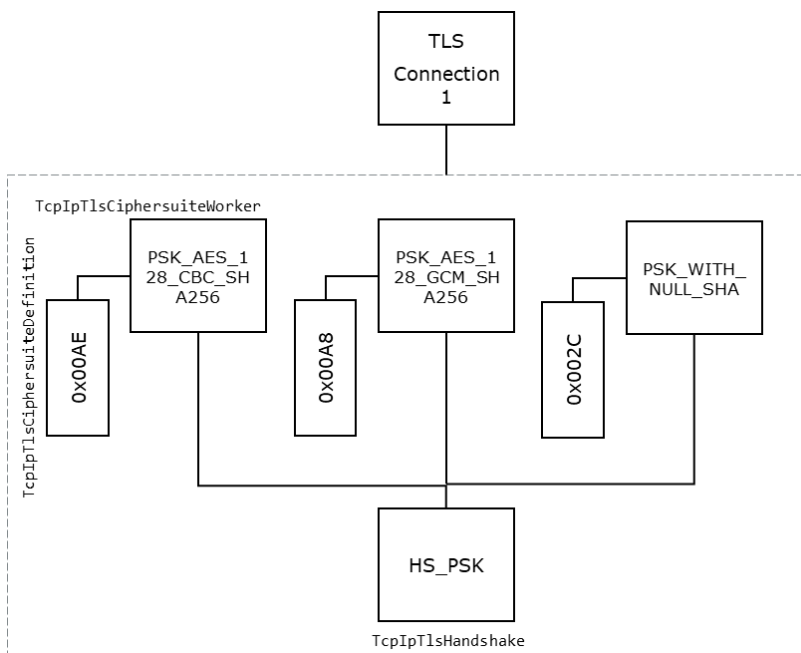 TLS
Connection
1
TcpIpTlsCiphersuiteWorker
TcpIpTlsCiphersuiteDefinition
PSK_AES_1
28_CBC_SH
A256
0x00AE
PSK_AES_1
28_GCM_SH
A256
0x00A8
PSK_WITH_
NULL_SHA
0x002C
HS_PSK
TcpIpTlsHandshake